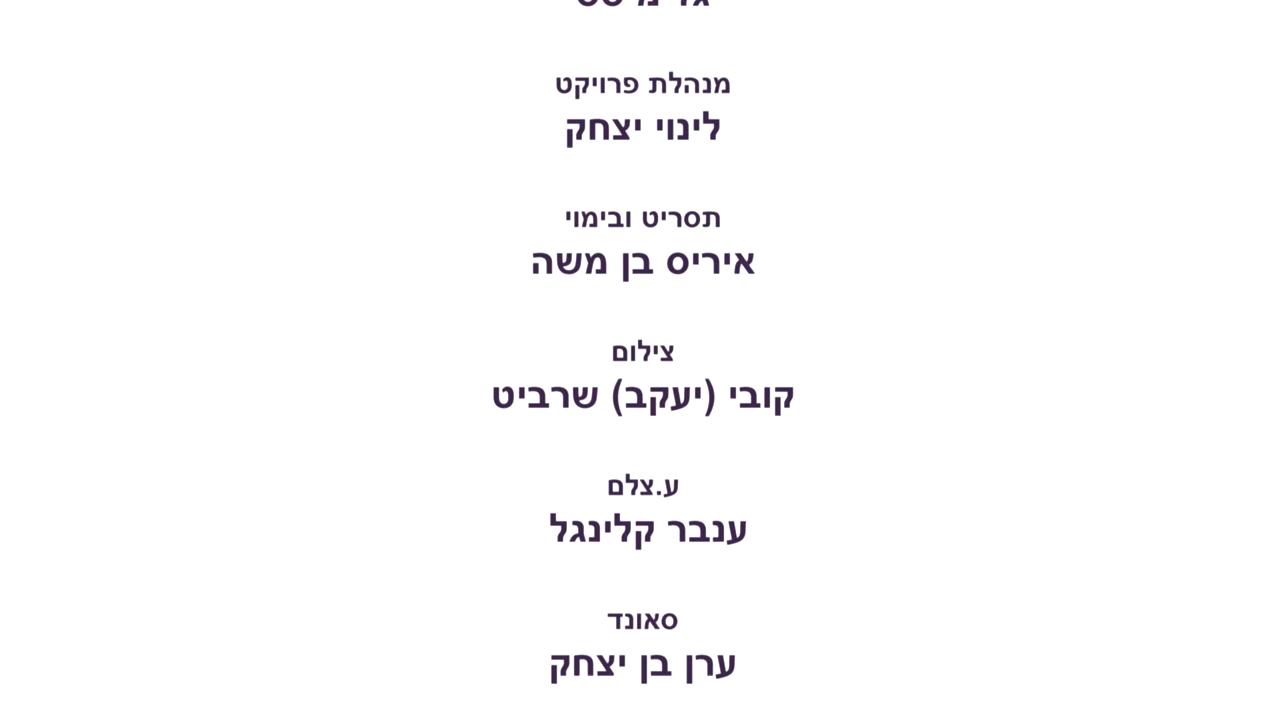 מנהלת פרויקט
לינוי יצחק
תסריט ובימוי
איריס בן משה
צילום
קובי (יעקב) שרביט
ע.צלם
ענבר קלינגל
סאונד
ערן בן יצחק